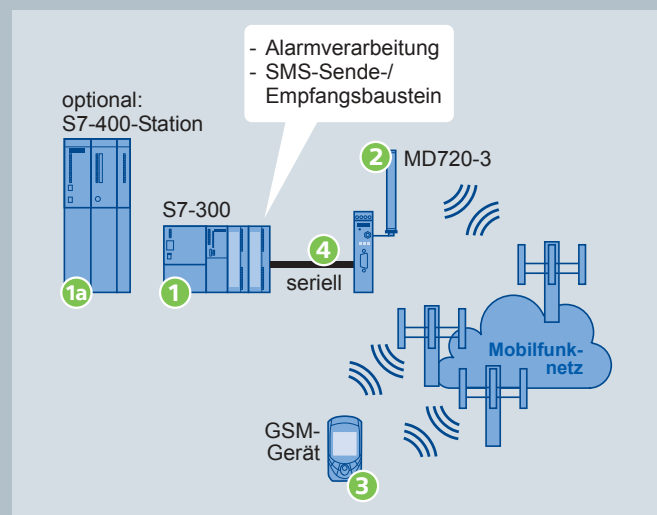 - Alarmverarbeitung
- SMS-Sende-/
Empfangsbaustein
optional:
S7-400-Station
2
MD720-3
S7-300
4
1a
1
seriell
Mobilfunk-
netz
GSM-
Gerät
3